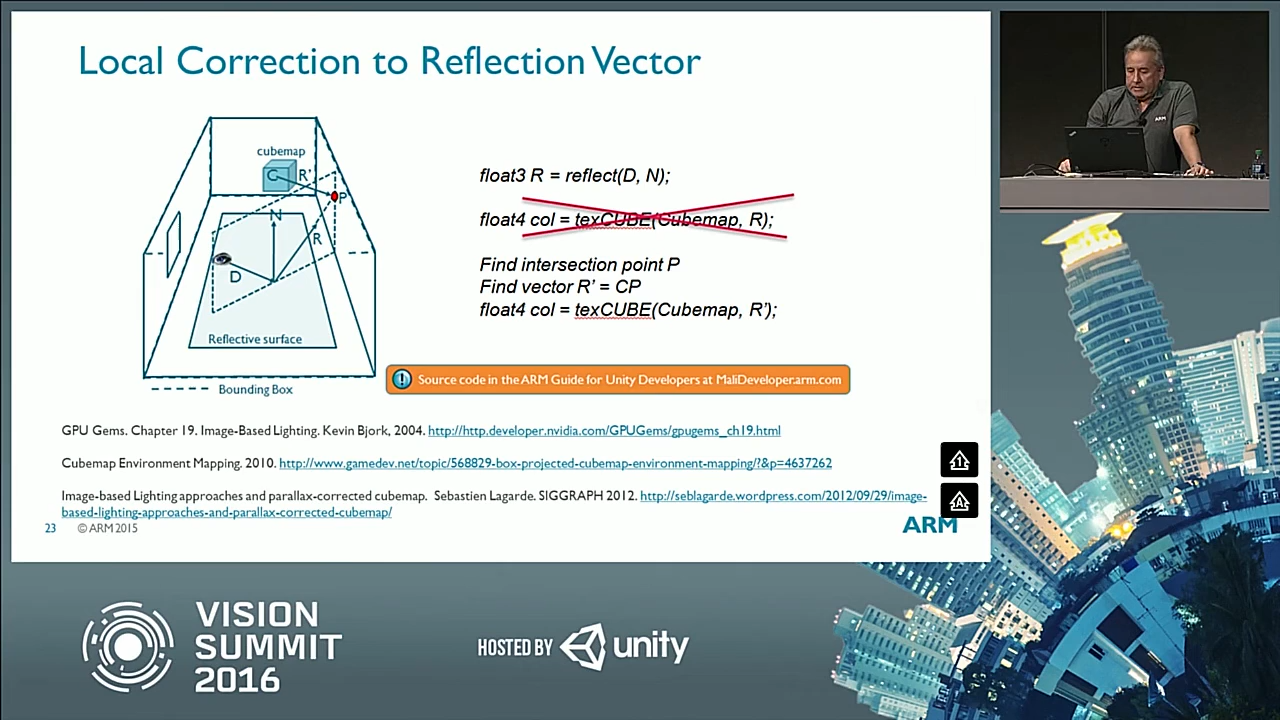 Local Correction to Reflection Vector
cubemap
C
R'
P
N
R
D
Reflective surface
Bounding Box
float3 R = reflect(D, N);
float4 col = texCUBE(Cubemap, R);
Find intersection point P
Find vector R' = CP
float4 col = texCUBE(Cubemap, R');
Source code in the ARM Guide for Unity Developers at MaliDeveloper.arm.com
GPU Gems. Chapter 19. Image-Based Lighting. Kevin Bjork, 2004. http://http.developer.nvidia.com/GPUGems/gpugems_ch19.html
Cubemap Environment Mapping. 2010. http://www.gamedev.net/topic/568829-box-projected-cubemap-environment-mapping/?&p=4637262
Image-based Lighting approaches and parallax-corrected cubemap. Sebastien Lagarde. SIGGRAPH 2012. http://seblagarde.wordpress.com/2012/09/29/image-
based-lighting-approaches-and-parallax-corrected-cubemap/
23 © ARM 2015
ARM
1
A
ARM
VISION
SUMMIT
2016
HOSTED BY unity